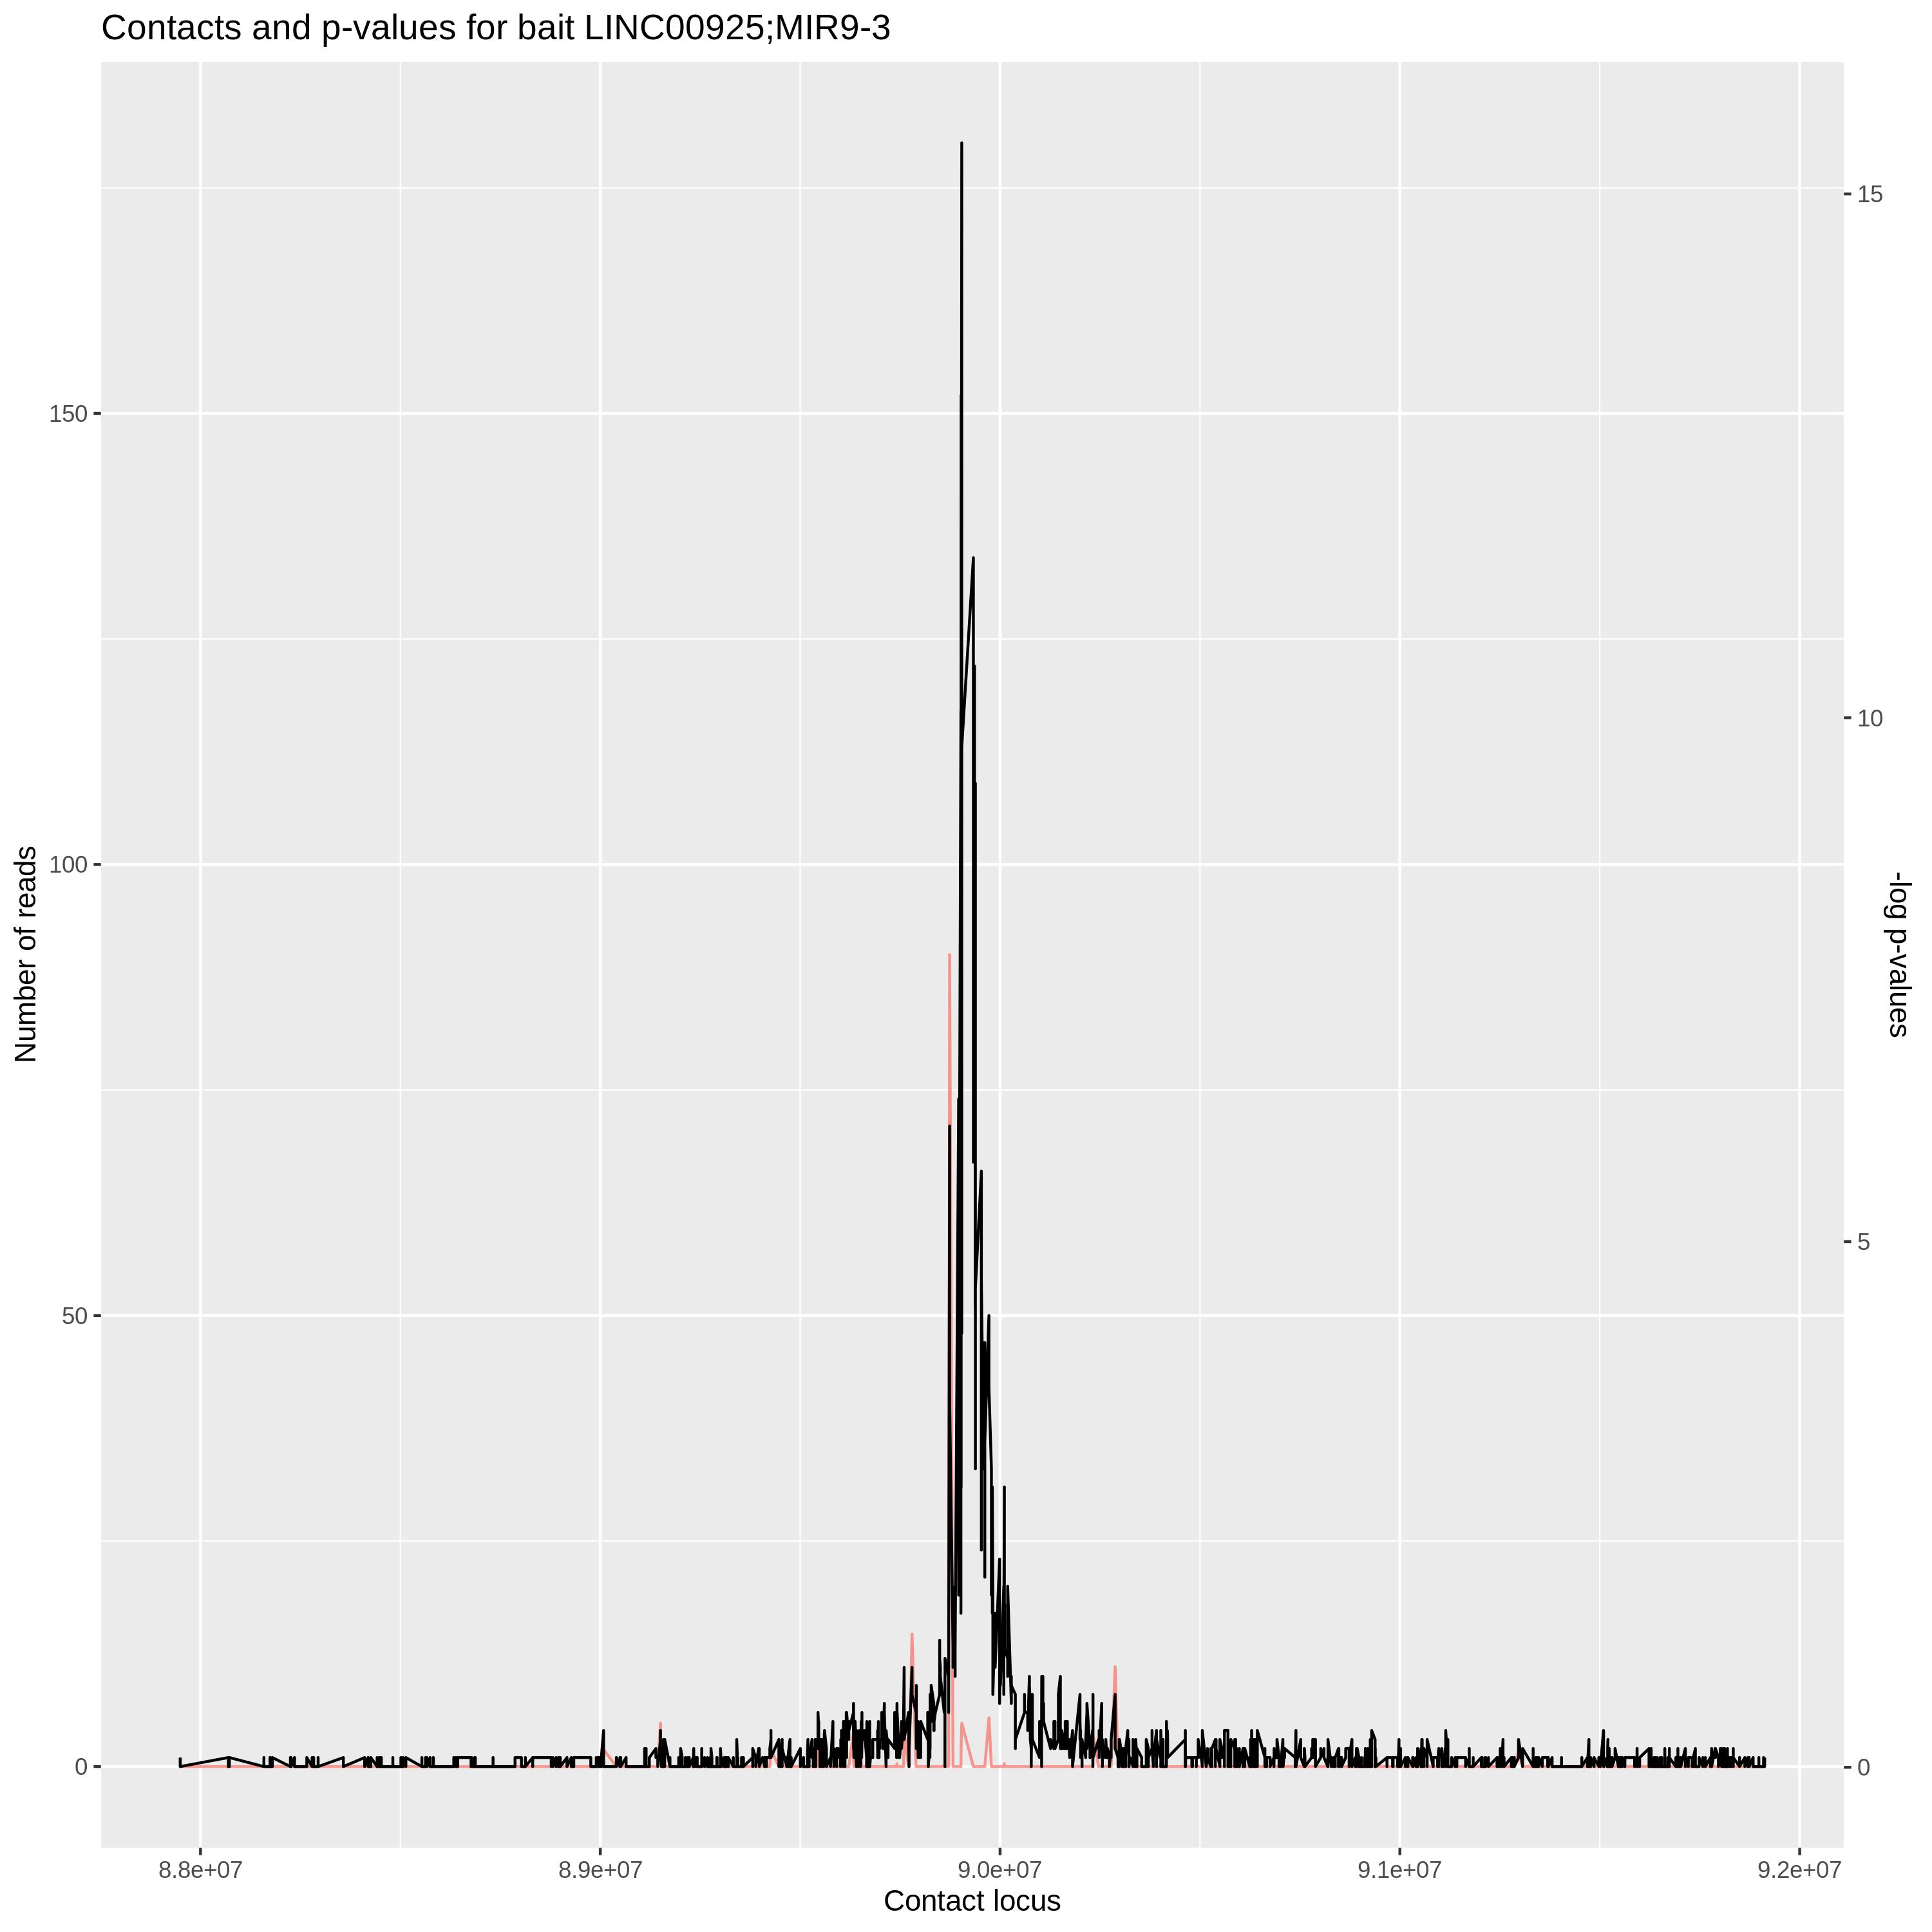 Contacts and p-values for bait LINC00925;MIR9-3
Number of reads
150
100
50
0
15
10
5
0
-log p-values
8.8e+07
8.9e+07
9.0e+07
9.1e+07
9.2e+07
Contact locus